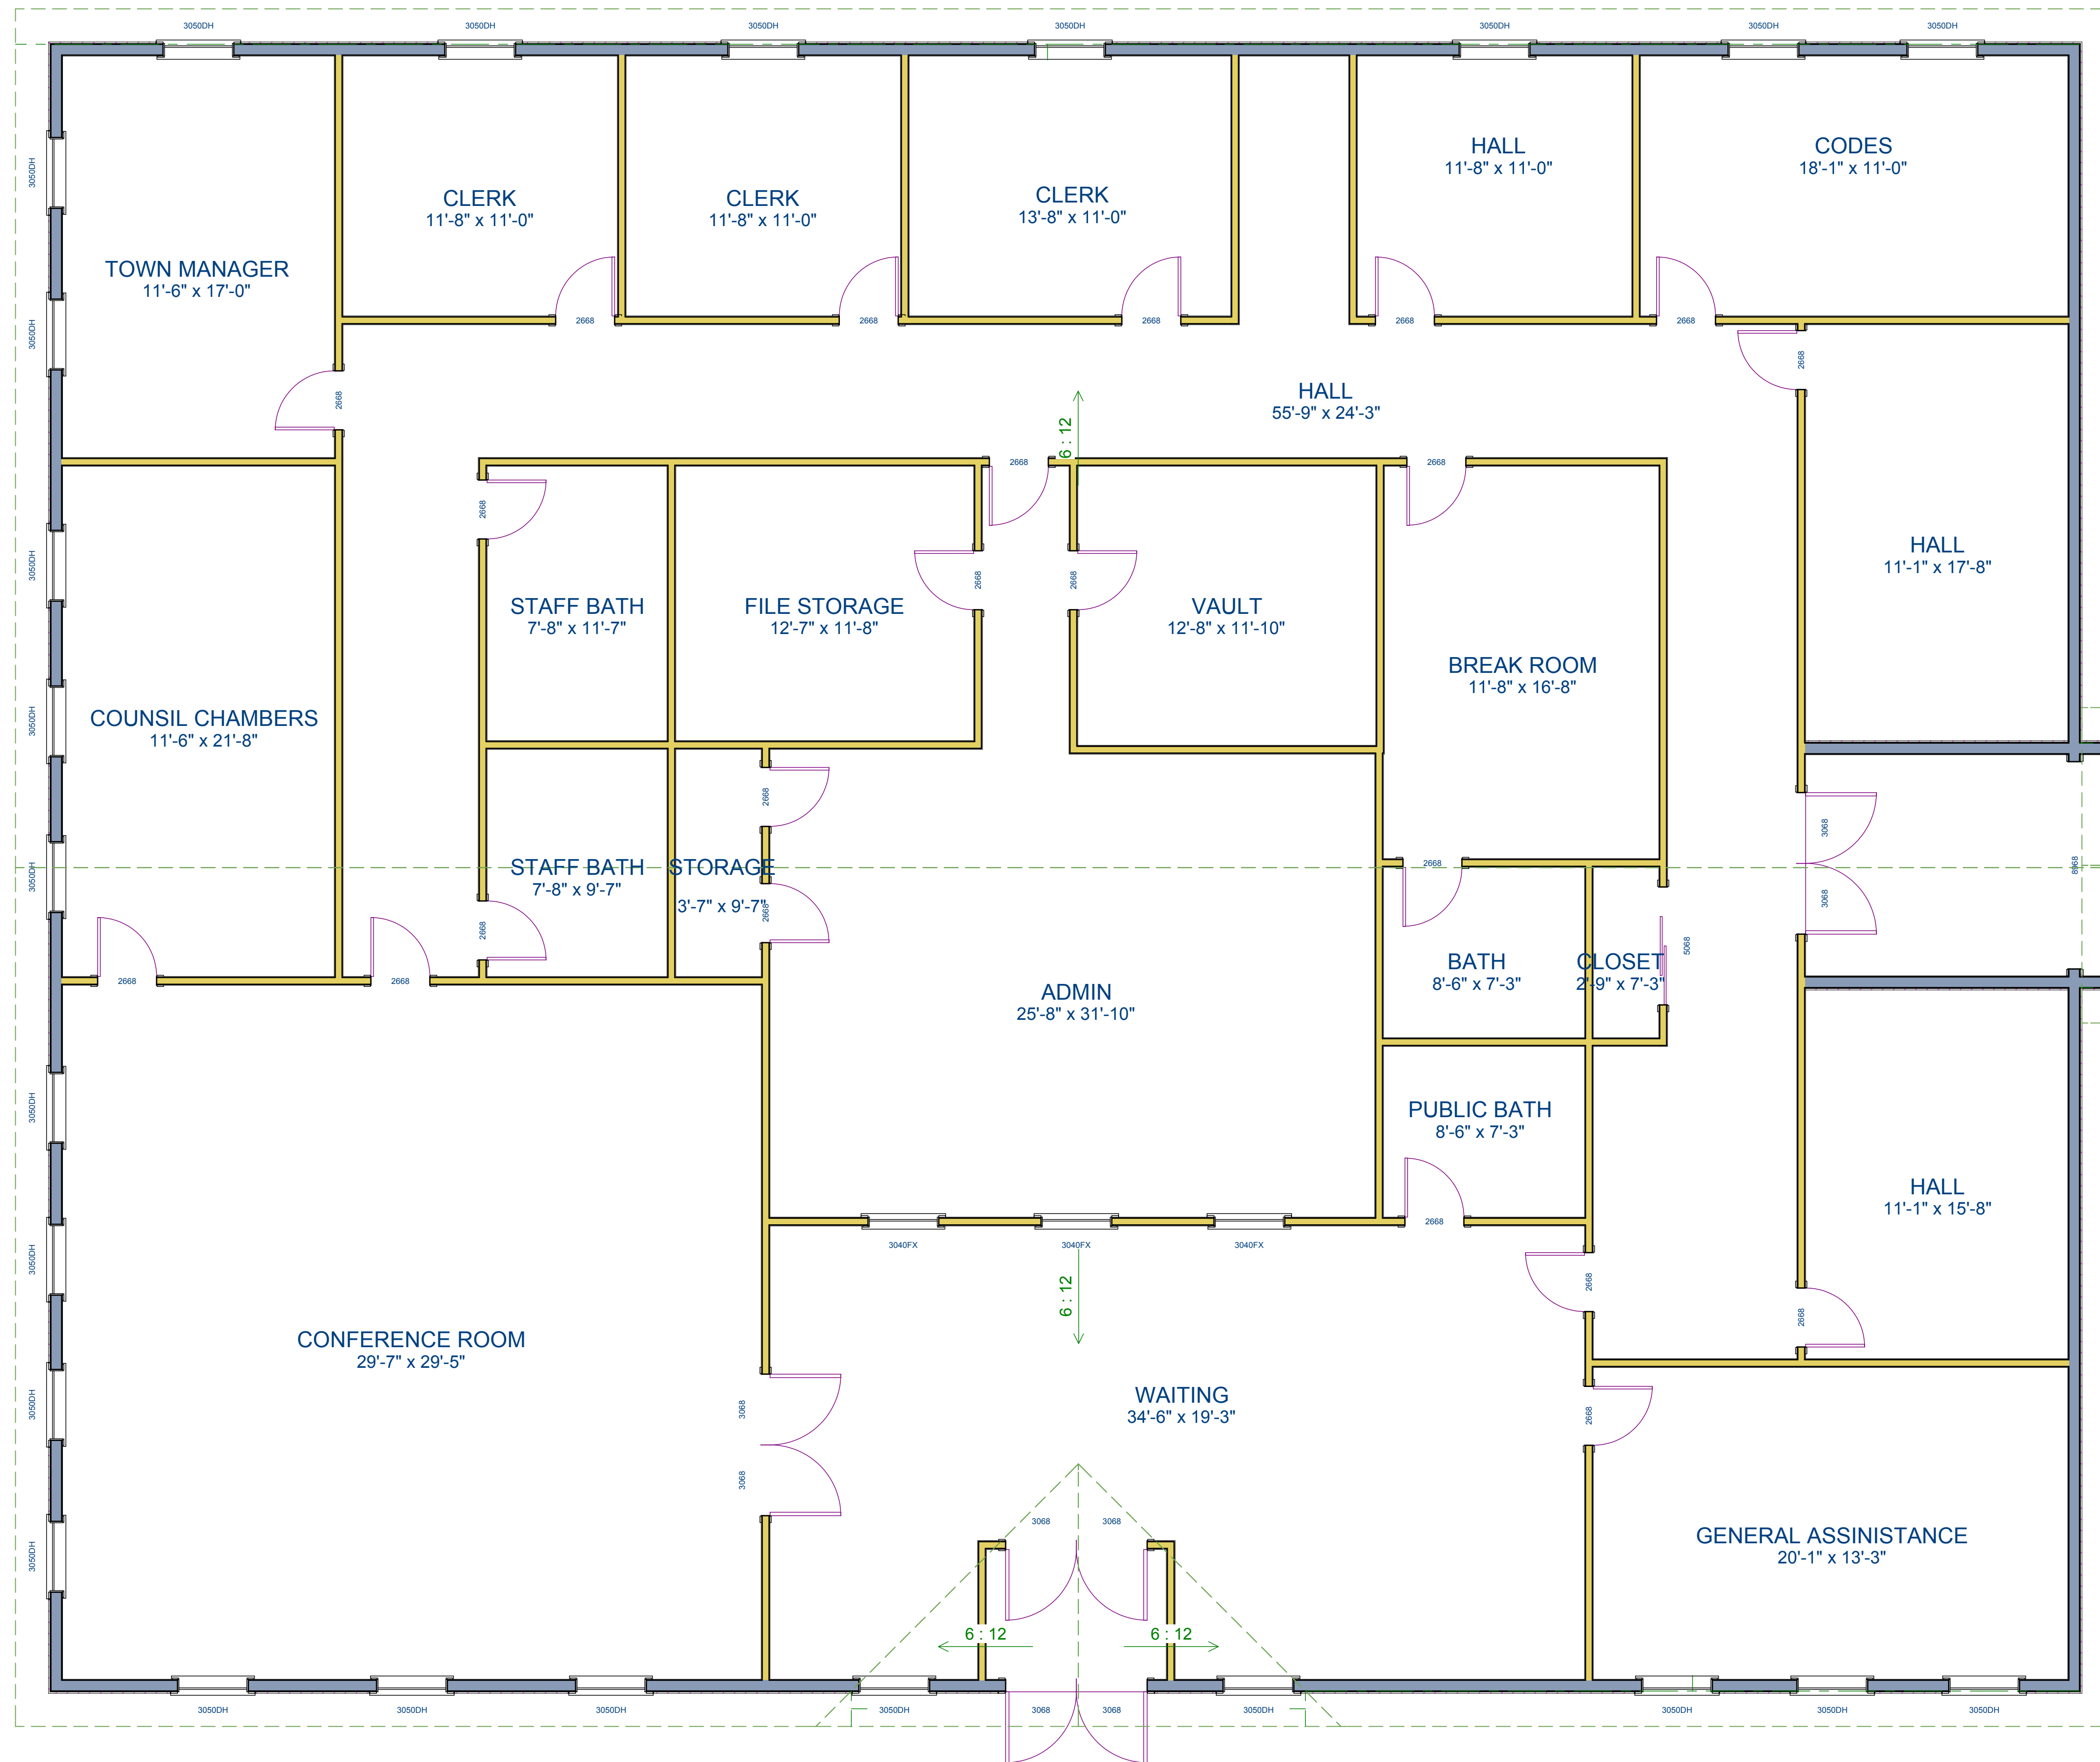 3050DH
3050DH
3050DH
3050DH
3050DH
3050DH
3050DH
3050DH
HALL
11'-8" x 11'-0"
CODES
18'-1" x 11'-0"
CLERK
11'-8" x 11'-0"
CLERK
11'-8" x 11'-0"
CLERK
13'-8" x 11'-0"
TOWN MANAGER
11'-6" x 17'-0"
3050DH
2668
2668
2668
2668
2668
2668
2668
HALL
55'-9" x 24'-3"
6 : 12
2668
2668
2668
3050DH
HALL
11'-1" x 17'-8"
2668
2668
STAFF BATH
7'-8" x 11'-7"
FILE STORAGE
12'-7" x 11'-8"
VAULT
12'-8" x 11'-10"
BREAK ROOM
11'-8" x 16'-8"
COUNSIL CHAMBERS
11'-6" x 21'-8"
3050DH
2668
3068
3050DH
STAFF BATH
7'-8" x 9'-7"
STORAGE
3'-7" x 9'-7"
2668
2668
3068
8068
2668
5068
BATH
8'-6" x 7'-3"
CLOSET
2'-9" x 7'-3"
2668
2668
ADMIN
25'-8" x 31'-10"
3050DH
PUBLIC BATH
8'-6" x 7'-3"
HALL
11'-1" x 15'-8"
2668
3040FX
3040FX
3040FX
3050DH
6 : 12
2668
2668
CONFERENCE ROOM
29'-7" x 29'-5"
WAITING
34'-6" x 19'-3"
3050DH
3068
2668
3068
3068
3068
3050DH
GENERAL ASSINISTANCE
20'-1" x 13'-3"
6 : 12
6 : 12
3050DH
3050DH
3050DH
3050DH
3068
3068
3050DH
3050DH
3050DH
3050DH